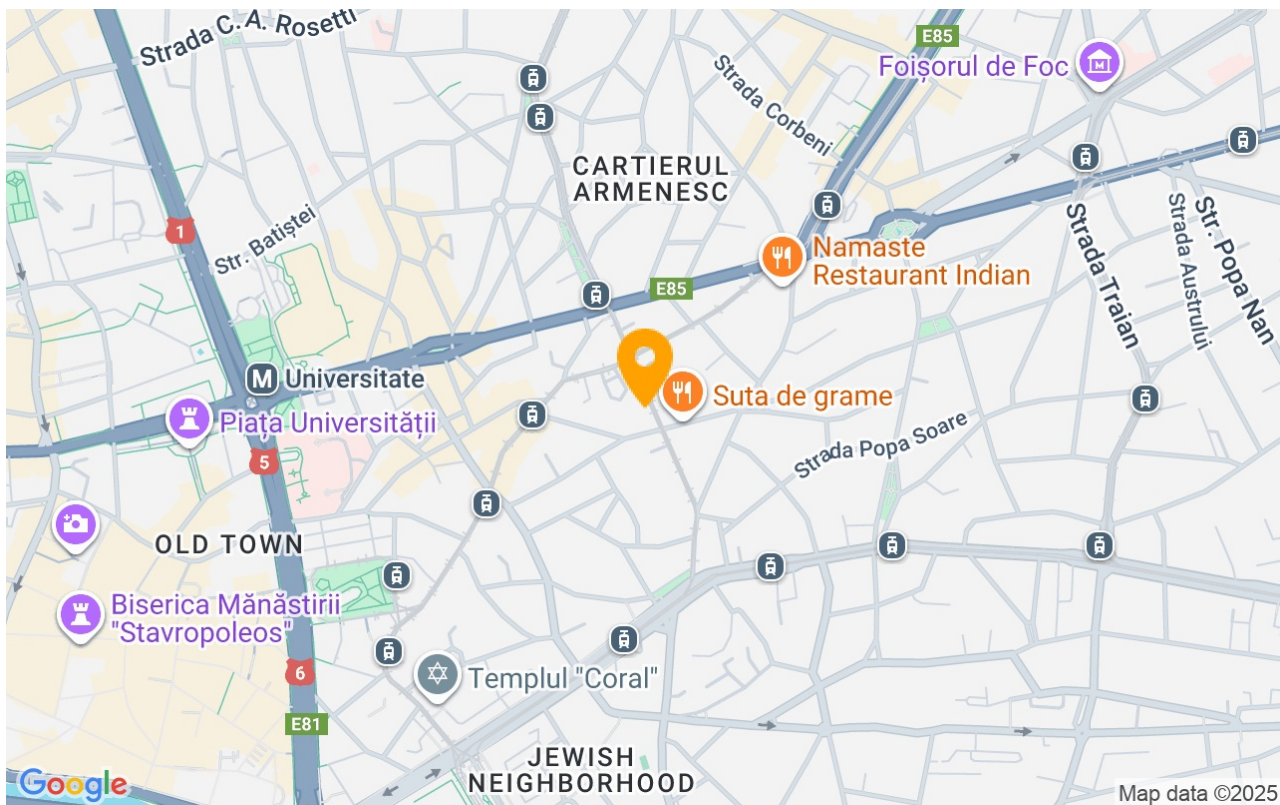 Strada C. A. Rosetti
E85
Foișorul de Foc
Strada Corbeni
CARTIERUL
ARMENESC
1
Str. Batiștei
Strada Traian
Strada Austrului
Str. Popa Nan
Namaste
Restaurant Indian
E85
M
Universitate
Piața Universității
Suta de grame
Strada Popa Soare
5
OLD TOWN
Biserica Mănăstirii
"Stavropoleos"
6
Templul "Coral"
E81
JEWISH
NEIGHBORHOOD
Google
Map data ©2025